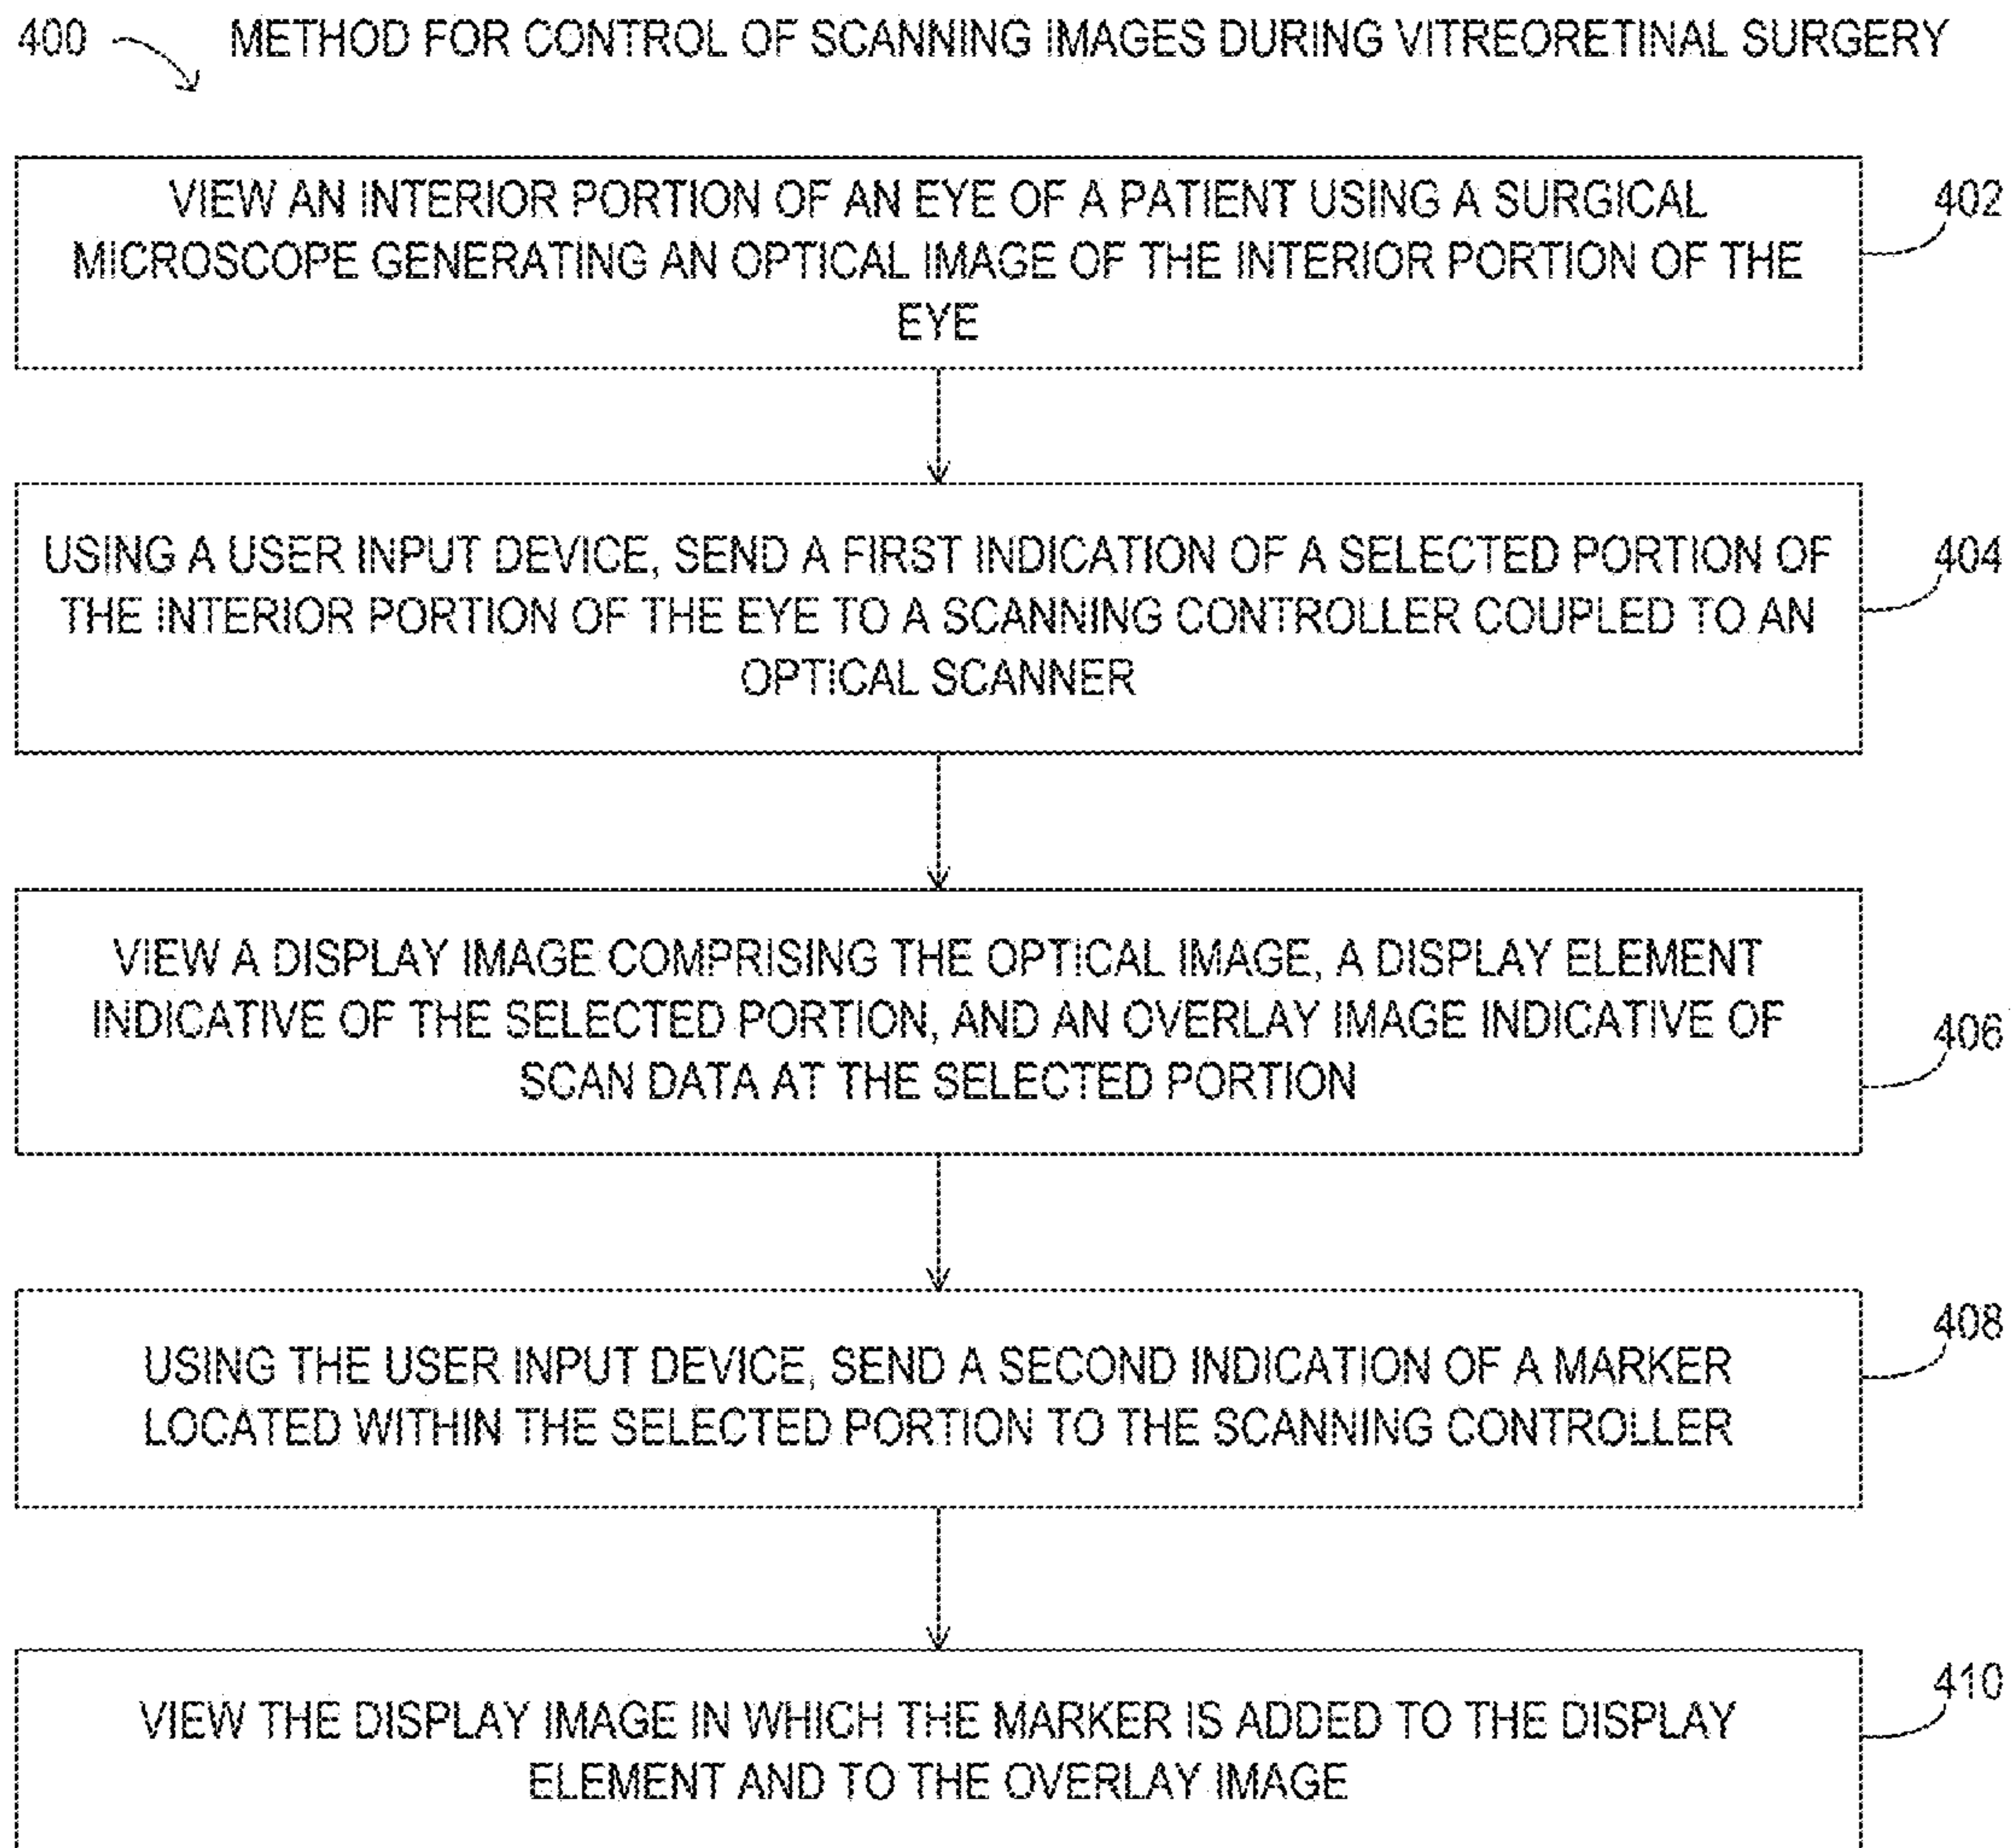 400 METHOD FOR CONTROL OF SCANNING IMAGES DURING VITREORETINAL SURGERY
VIEW AN INTERIOR PORTION OF AN EYE OF A PATIENT USING A SURGICAL
MICROSCOPE GENERATING AN OPTICAL IMAGE OF THE INTERIOR PORTION OF THE
EYE
402
USING A USER INPUT DEVICE, SEND A FIRST INDICATION OF A SELECTED PORTION OF
THE INTERIOR PORTION OF THE EYE TO A SCANNING CONTROLLER COUPLED TO AN
OPTICAL SCANNER
404
VIEW A DISPLAY IMAGE COMPRISING THE OPTICAL IMAGE, A DISPLAY ELEMENT
INDICATIVE OF THE SELECTED PORTION, AND AN OVERLAY IMAGE INDICATIVE OF
SCAN DATA AT THE SELECTED PORTION
406
USING THE USER INPUT DEVICE, SEND A SECOND INDICATION OF A MARKER
LOCATED WITHIN THE SELECTED PORTION TO THE SCANNING CONTROLLER
408
VIEW THE DISPLAY IMAGE IN WHICH THE MARKER IS ADDED TO THE DISPLAY
ELEMENT AND TO THE OVERLAY IMAGE
410